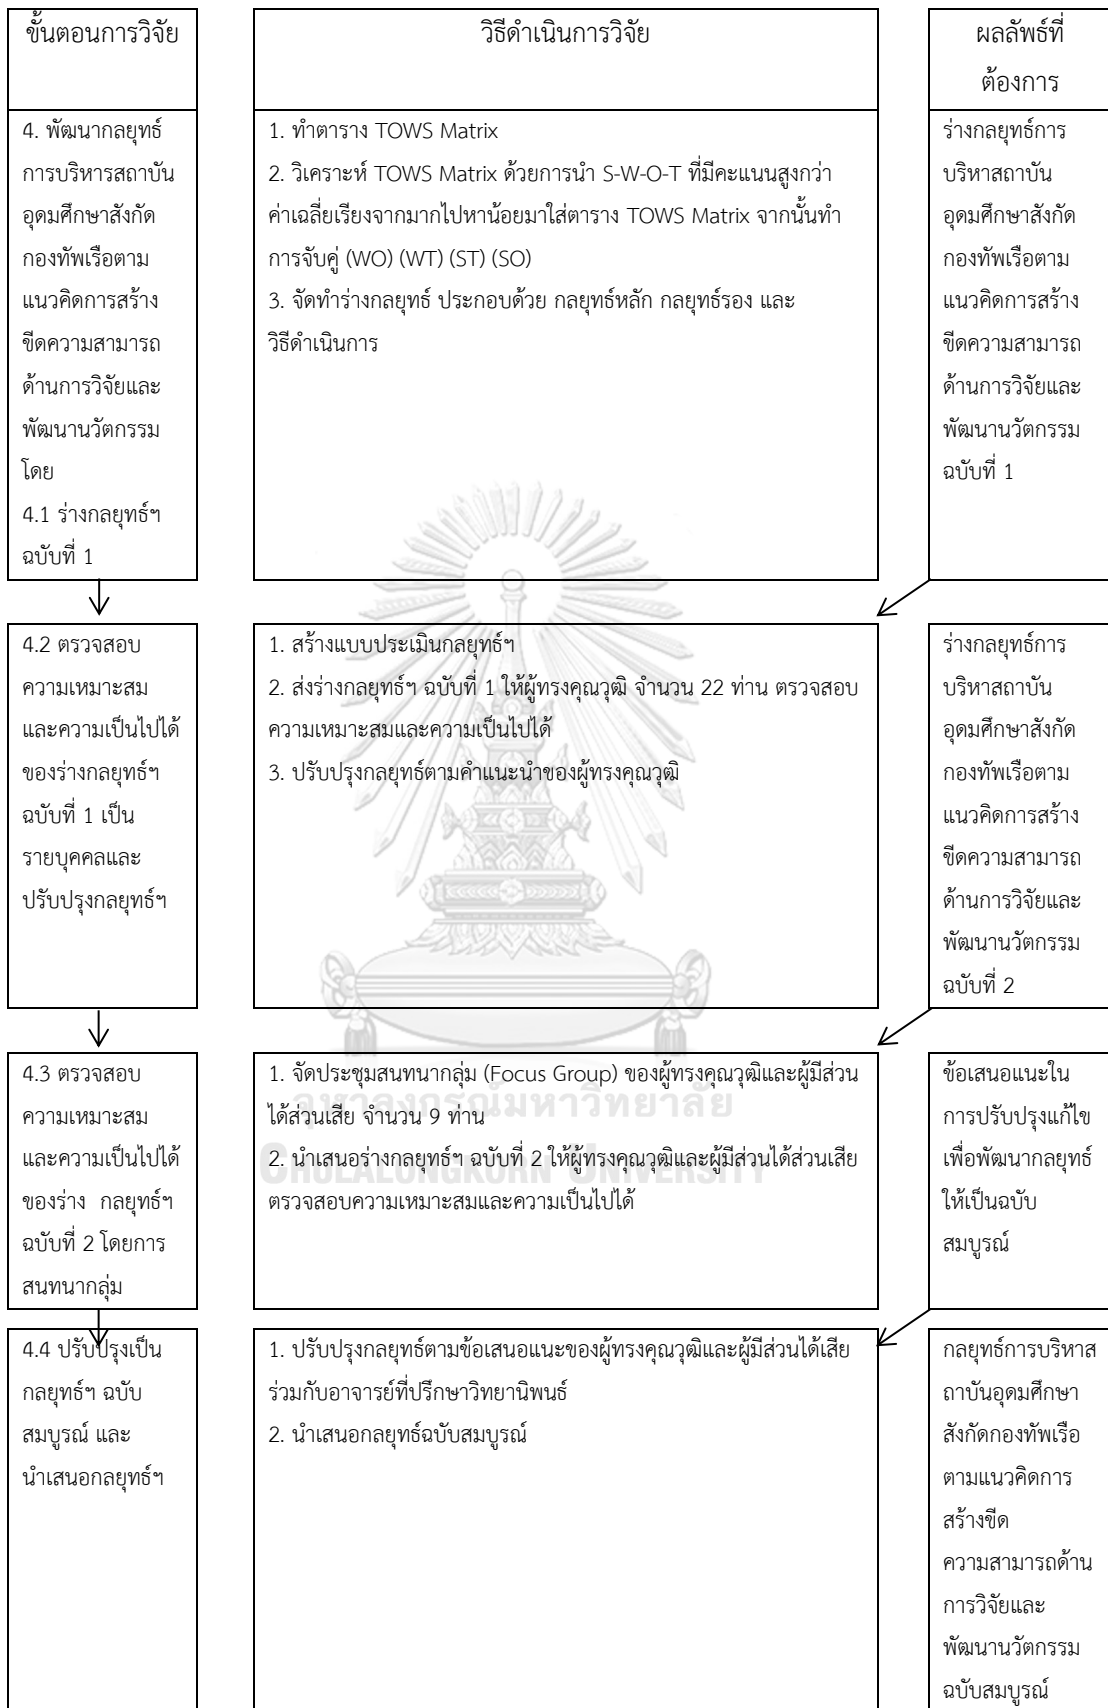 ขั้นตอนการวิจัย
วิธีดำเนินการวิจัย
ผลลัพธ์ที่
ต้องการ
4. พัฒนากลยุทธ์
การบริหารสถาบัน
อุดมศึกษาสังกัด
กองทัพเรือตาม
แนวคิดการสร้าง
ขีดความสามารถ
ด้านการวิจัยและ
พัฒนานวัตกรรม
โดย
4.1 ร่างกลยุทธ์ฯ
ฉบับที่ 1
1. ทำตาราง TOWS Matrix
2. วิเคราะห์ TOWS Matrix ด้วยการนำ S-W-O-T ที่มีคะแนนสูงกว่า
ค่าเฉลี่ยเรียงจากมากไปหาน้อยมาใส่ตาราง TOWS Matrix จากนั้นทำ
การจับคู่ (WO) (WT) (ST) (SO)
3. จัดทำร่างกลยุทธ์ ประกอบด้วย กลยุทธ์หลัก กลยุทธ์รอง และ
วิธีดำเนินการ
ร่างกลยุทธ์การ
บริหาสถาบัน
อุดมศึกษาสังกัด
กองทัพเรือตาม
แนวคิดการสร้าง
ขีดความสามารถ
ด้านการวิจัยและ
พัฒนานวัตกรรม
ฉบับที่ 1
4.2 ตรวจสอบ
ความเหมาะสม
และความเป็นไปได้
ของร่างกลยุทธ์ฯ
ฉบับที่ 1 เป็น
รายบุคคลและ
ปรับปรุงกลยุทธ์ฯ
1. สร้างแบบประเมินกลยุทธ์ฯ
2. ส่งร่างกลยุทธ์ฯ ฉบับที่ 1 ให้ผู้ทรงคุณวุฒิ จำนวน 22 ท่าน ตรวจสอบ
ความเหมาะสมและความเป็นไปได้
3. ปรับปรุงกลยุทธ์ตามคำแนะนำของผู้ทรงคุณวุฒิ
ร่างกลยุทธ์การ
บริหาสถาบัน
อุดมศึกษาสังกัด
กองทัพเรือตาม
แนวคิดการสร้าง
ขีดความสามารถ
ด้านการวิจัยและ
พัฒนานวัตกรรม
ฉบับที่ 2
4.3 ตรวจสอบ
ความเหมาะสม
และความเป็นไปได้
ของร่าง กลยุทธ์ฯ
ฉบับที่ 2 โดยการ
สนทนากลุ่ม
1. จัดประชุมสนทนากลุ่ม (Focus Group) ของผู้ทรงคุณวุฒิและผู้มีส่วน
ได้ส่วนเสีย จำนวน 9 ท่าน
2. นำเสนอร่างกลยุทธ์ฯ ฉบับที่ 2 ให้ผู้ทรงคุณวุฒิและผู้มีส่วนได้ส่วนเสีย
ตรวจสอบความเหมาะสมและความเป็นไปได้
จุฬาลงกรณ์มหาวิทยาลัย
CHULALONGKORN UNIVERSITY
ข้อเสนอแนะใน
การปรับปรุงแก้ไข
เพื่อพัฒนากลยุทธ์
ให้เป็นฉบับ
สมบูรณ์
4.4 ปรับปรุงเป็น
กลยุทธ์ฯ ฉบับ
สมบูรณ์ และ
นำเสนอกลยุทธ์ฯ
1. ปรับปรุงกลยุทธ์ตามข้อเสนอแนะของผู้ทรงคุณวุฒิและผู้มีส่วนได้เสีย
ร่วมกับอาจารย์ที่ปรึกษาวิทยานิพนธ์
2. นำเสนอกลยุทธ์ฉบับสมบูรณ์
กลยุทธ์การบริหาส
ถาบันอุดมศึกษา
สังกัดกองทัพเรือ
ตามแนวคิดการ
สร้างขีด
ความสามารถด้าน
การวิจัยและ
พัฒนานวัตกรรม
ฉบับสมบูรณ์